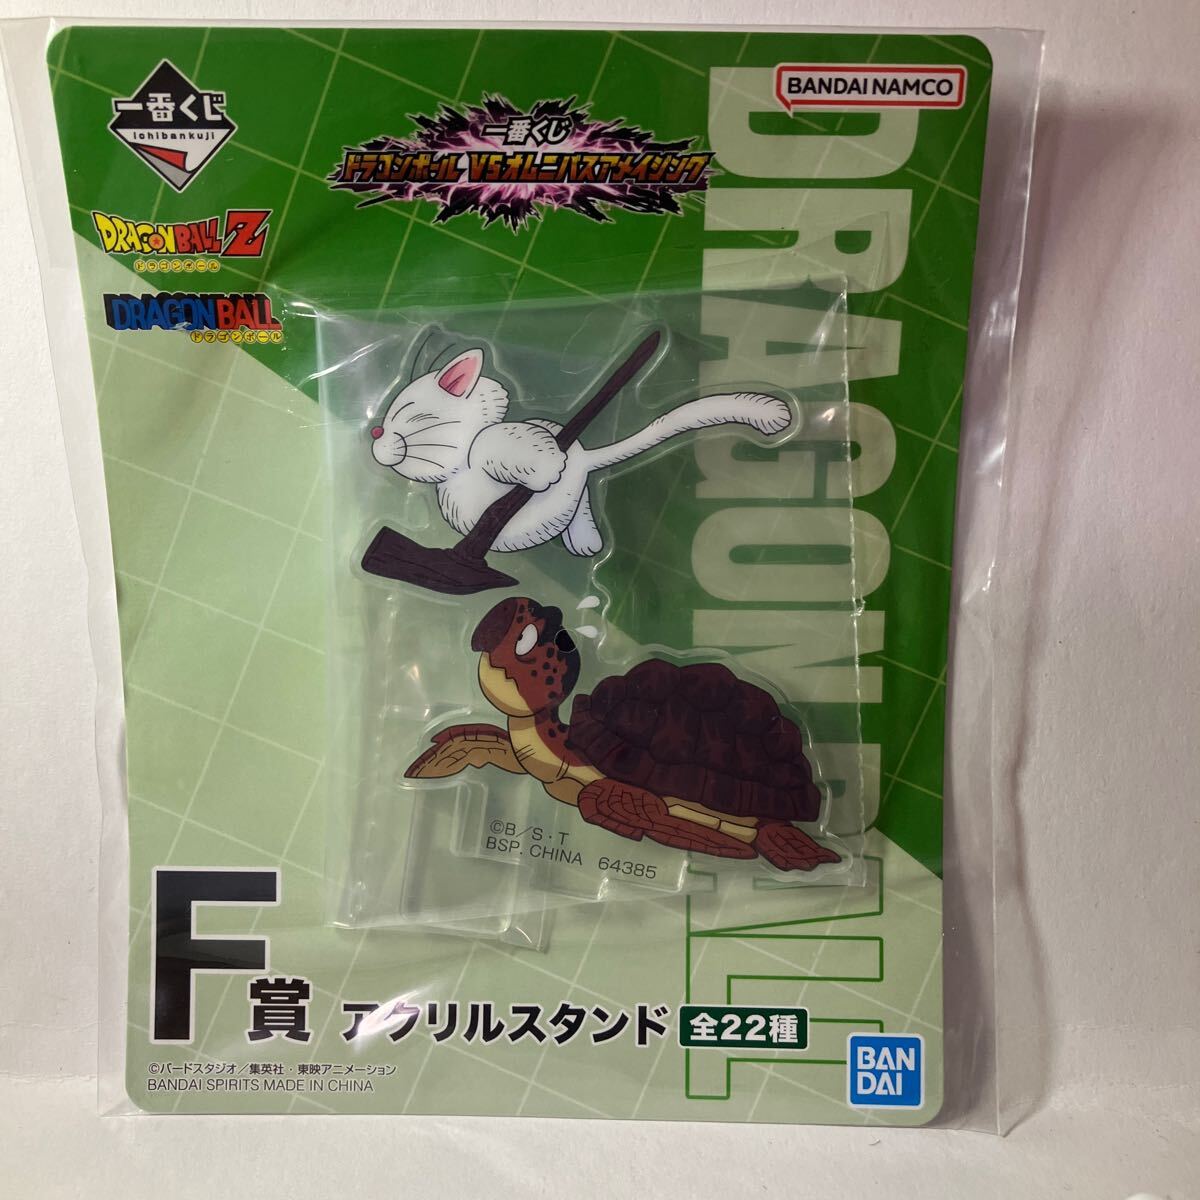 一番くじ
ichibankuji
BANDAI NAMCO
一番くじ
ドラゴンボール VSオムニバスアメイジング
DRAGON BALL Z
ドラゴンボール
DRAGON BALL
ドラゴンボール
DRAGON BALL
©B/S・T
BSP. CHINA 64385
F賞 アクリルスタンド 全22種
©バードスタジオ/集英社・東映アニメーション
BANDAI SPIRITS MADE IN CHINA
BAN
DAI